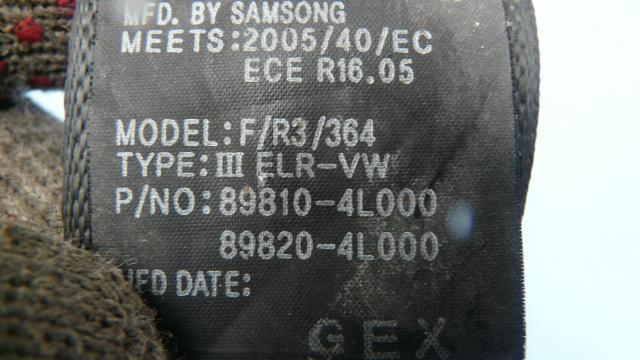 MFD. BY SAMSONG
MEETS:2005/40/EC
ECE R16.05
MODEL:F/R3/364
TYPE:III ELR-VW
P/NO:89810-4L000
89820-4L000
MFD DATE:
GEX